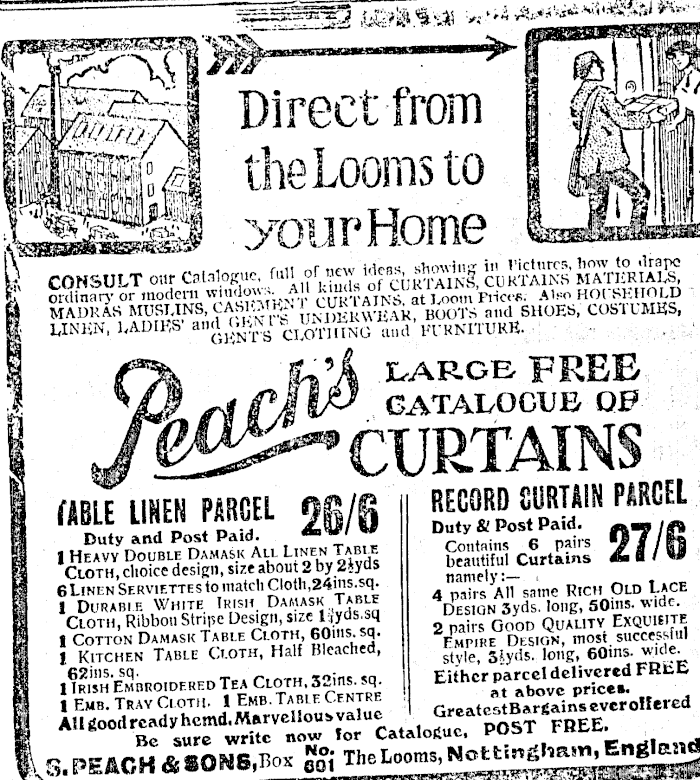 Direct from
the Looms to
your Home
CONSULT our Catalogue, full of new ideas, showing in Pictures, how to drape
ordinary or modern windows. All kinds of CURTAINS, CURTAINS MATERIALS,
MADRAS MUSLINS, CASEMENT CURTAINS, at Loom Prices. Also HOUSEHOLD
LINEN, LADIES' and GENT'S UNDERWEAR, BOOTS and SHOES, COSTUMES,
GENT'S CLOTHING and FURNITURE.
Peach's
LARGE FREE
CATALOGUE OF
CURTAINS
TABLE LINEN PARCEL
Duty and Post Paid.
26/6
1 HEAVY DOUBLE DAMASK ALL LINEN TABLE
CLOTH, choice design, size about 2 by 2½yds
6 LINEN SERVIETTES to match Cloth, 24ins.sq.
1 DURABLE WHITE IRISH DAMASK TABLE
CLOTH, Ribbon Stripe Design, size yds.sq
1 COTTON DAMASK TABLE CLOTH, 60ins. sq.
1 KITCHEN TABLE CLOTH, Half Bleached,
62ins. sq.
1 IRISH EMBROIDERED TEA CLOTH, 32ins. sq.
1 EMB. TRAY CLOTH. 1 EMB. TABLE CENTRE
All good ready hemd. Marvellous value
RECORD CURTAIN PARCEL
Duty & Post Paid.
27/6
Contains 6 pairs
beautiful Curtains
namely:—
4 pairs All same RICH OLD LACE
DESIGN 3yds. long, 50ins. wide.
2 pairs GOOD QUALITY EXQUISITE
EMPIRE DESIGN, most successful
style, 3½yds. long, 60ins. wide.
Either parcel delivered FREE
at above prices.
Greatest Bargains ever offered
Be sure write now for Catalogue, POST FREE.
S. PEACH & SONS, Box No. 601 The Looms, Nottingham, England